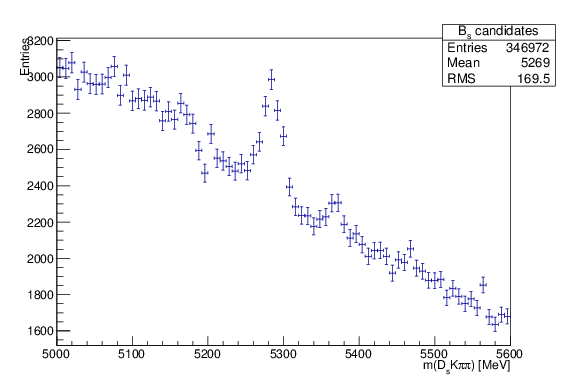 B_s candidates
Entries 346972
Mean 5269
RMS 169.5
Entries
3200
3000
2800
2600
2400
2200
2000
1800
1600
5000 5100 5200 5300 5400 5500 5600
m(D_sKππ) [MeV]